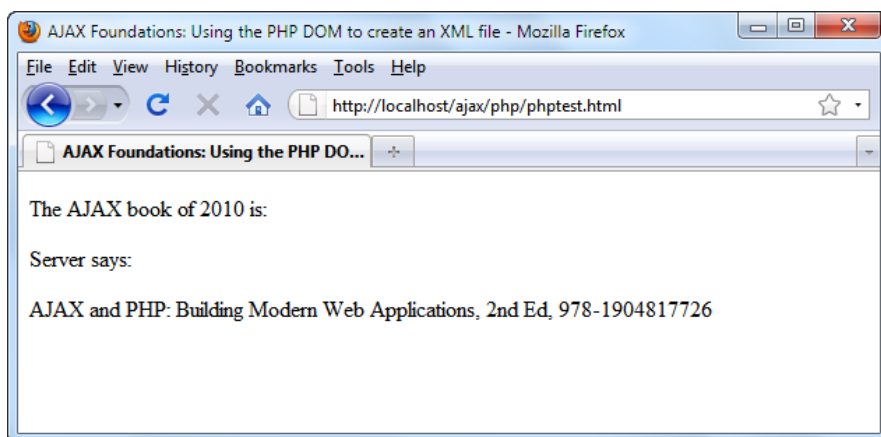 AJAX Foundations: Using the PHP DOM to create an XML file - Mozilla Firefox
File Edit View History Bookmarks Tools Help
http://localhost/ajax/php/phptest.html
AJAX Foundations: Using the PHP DO...
The AJAX book of 2010 is:
Server says:
AJAX and PHP: Building Modern Web Applications, 2nd Ed, 978-1904817726